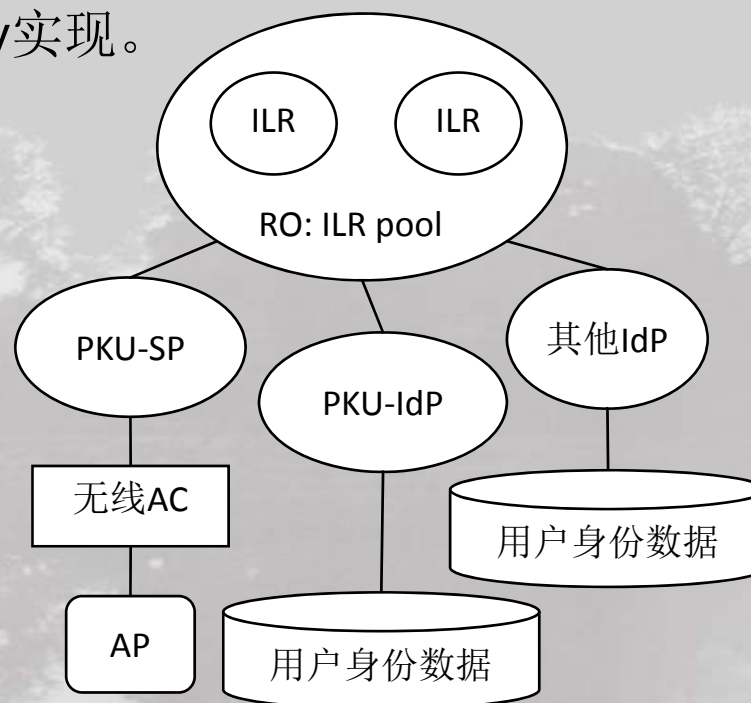 y实现。
ILR
ILR
RO: ILR pool
PKU-SP
PKU-IdP
其他IdP
无线AC
用户身份数据
AP
用户身份数据